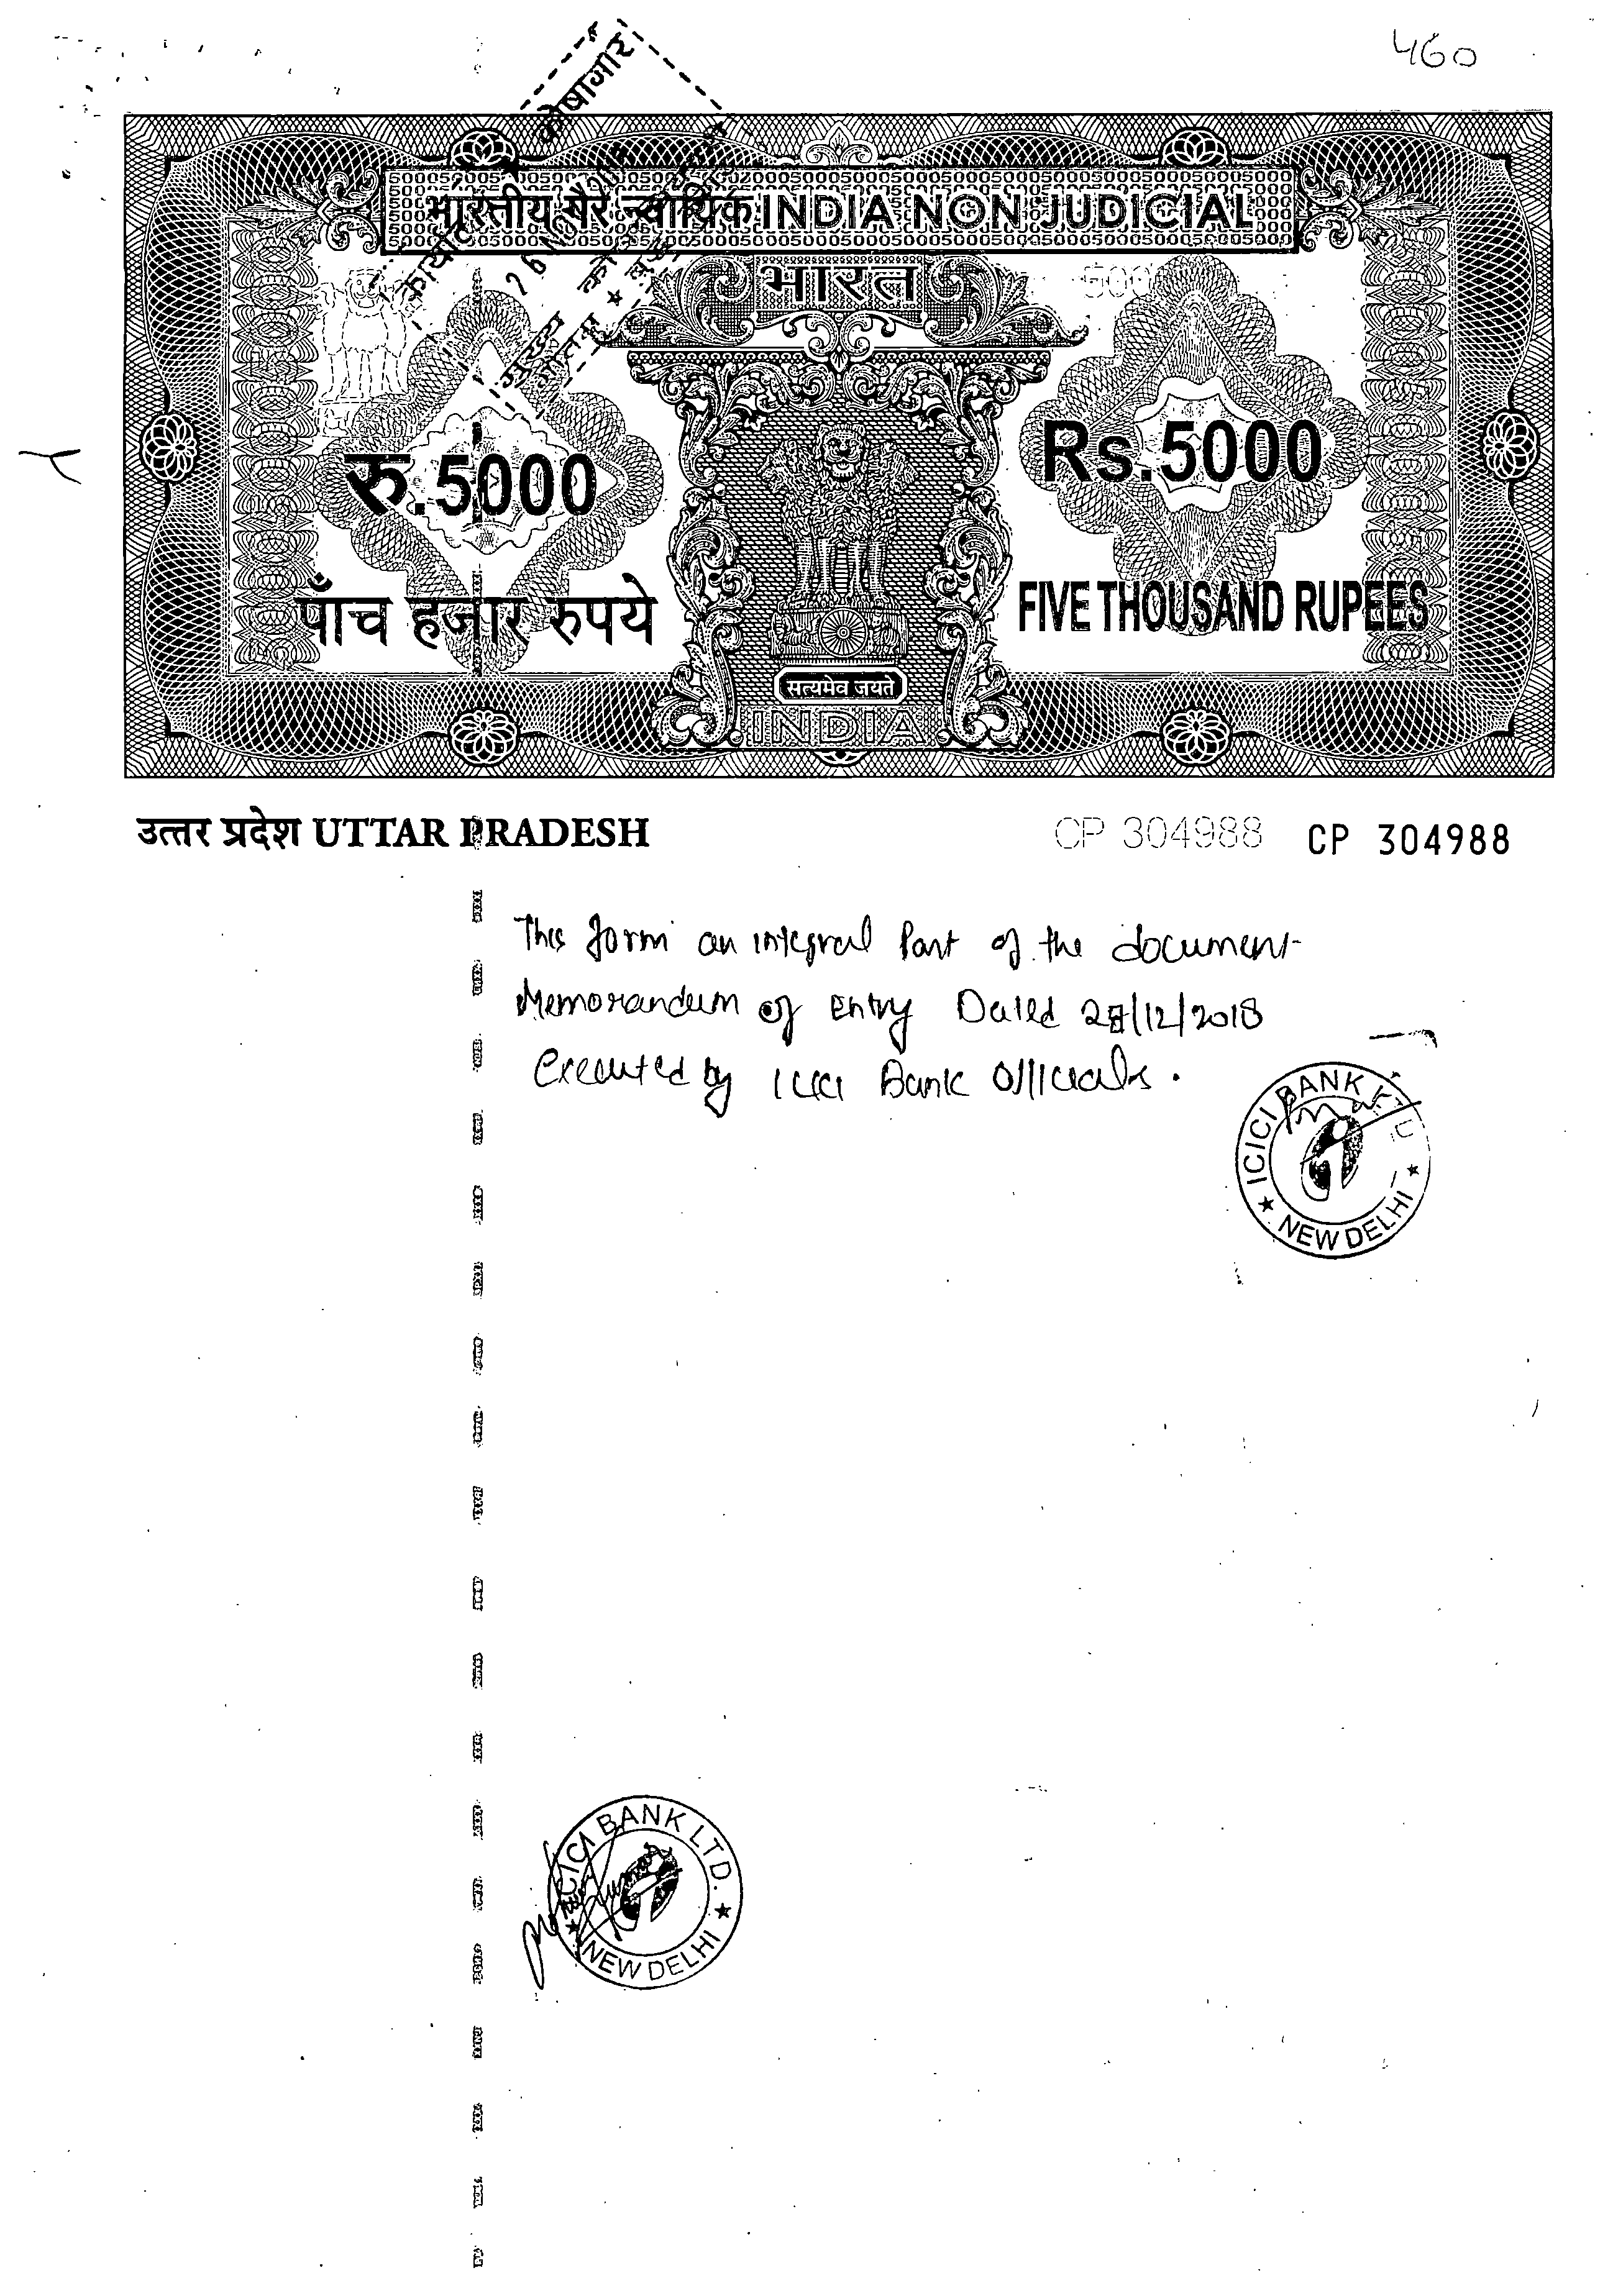 460
कोषागार
भारतीय गैर न्यायिक INDIA NON JUDICIAL
भारत
रु.5000
Rs.5000
पाँच हजार रुपये
FIVE THOUSAND RUPEES
सत्यमेव जयते
INDIA
उत्तर प्रदेश UTTAR PRADESH
CP 304988 CP 304988
This form an integral Part of the document
Memorandum of Entry Dated /12/2018
Executed by ICICI Bank Officials.
ICICI BANK LTD
NEW DELHI
ICICI BANK LTD.
NEW DELHI